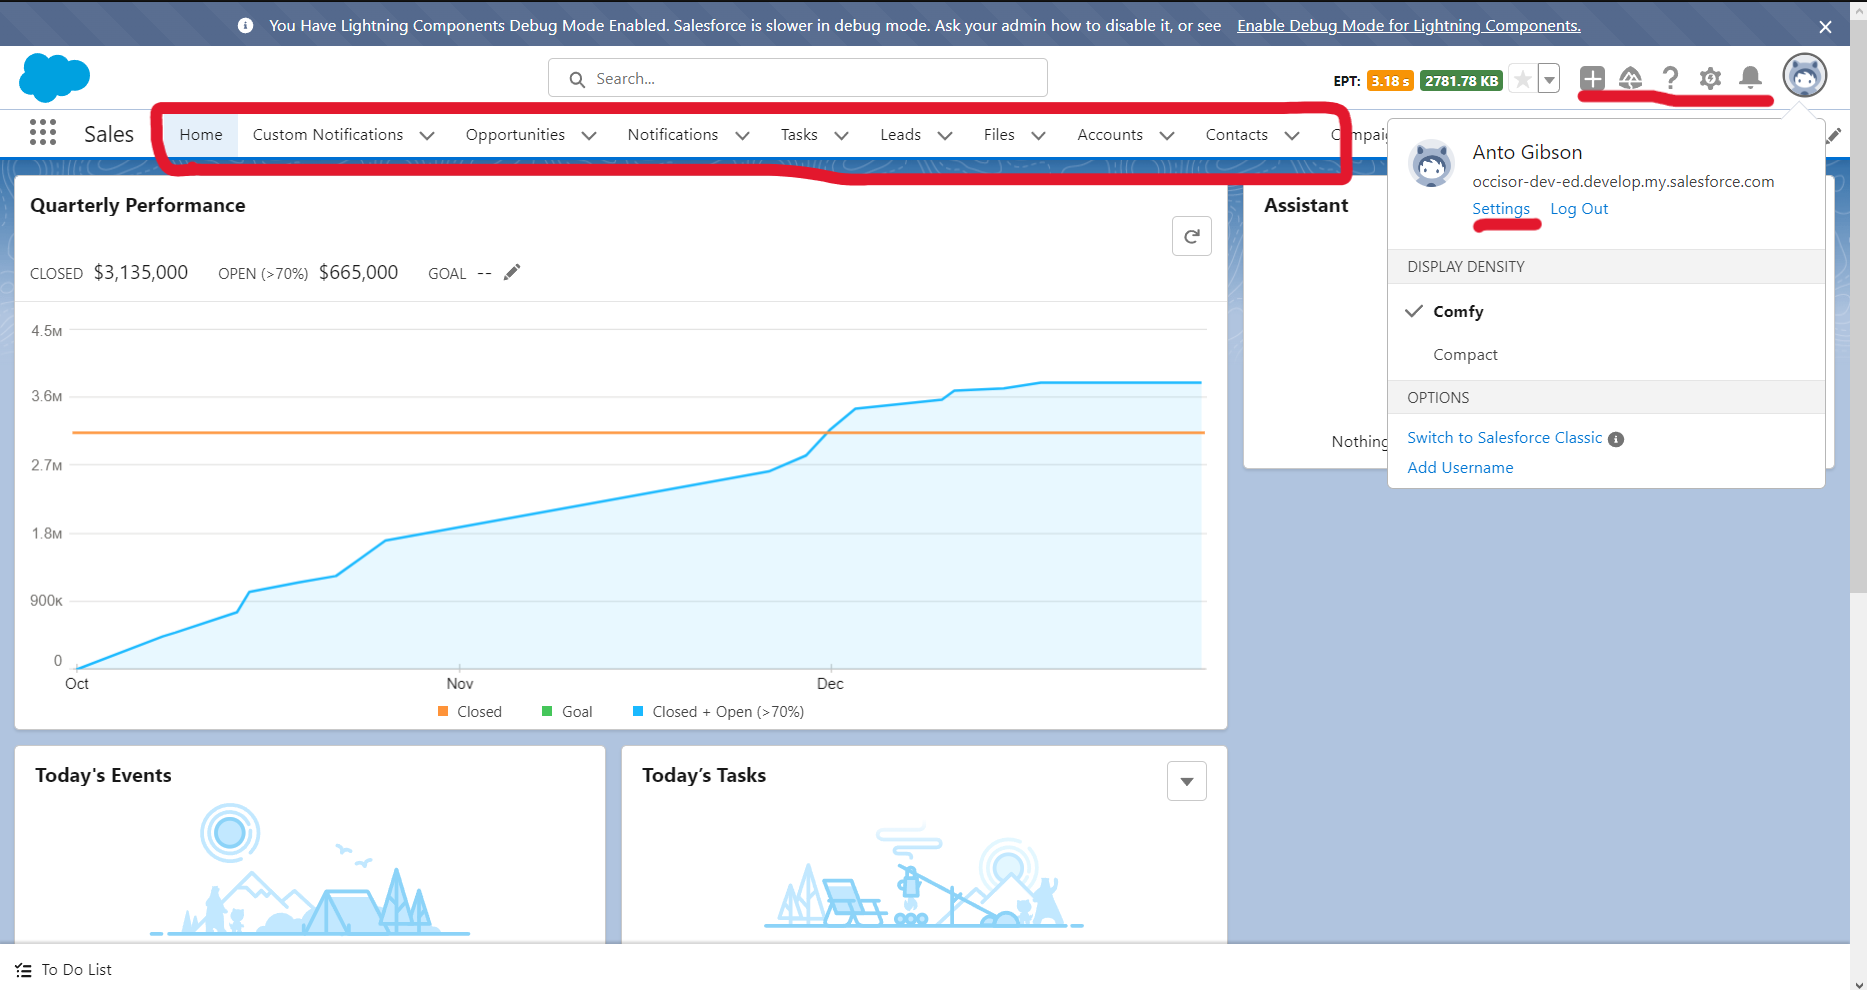 You Have Lightning Components Debug Mode Enabled. Salesforce is slower in debug mode. Ask your admin how to disable it, or see Enable Debug Mode for Lightning Components.
Search...
EPT: 3.18 s 2781.78 KB
Sales Home Custom Notifications Opportunities Notifications Tasks Leads Files Accounts Contacts Campaig
Anto Gibson
occisor-dev-ed.develop.my.salesforce.com
Settings Log Out
DISPLAY DENSITY
Comfy
Compact
OPTIONS
Switch to Salesforce Classic
Add Username
Quarterly Performance
CLOSED $3,135,000 OPEN (>70%) $665,000 GOAL --
4.5M
3.6M
2.7M
1.8M
900K
0
Oct Nov Dec
Closed Goal Closed + Open (>70%)
Assistant
Nothing
Today's Events
Today's Tasks
To Do List